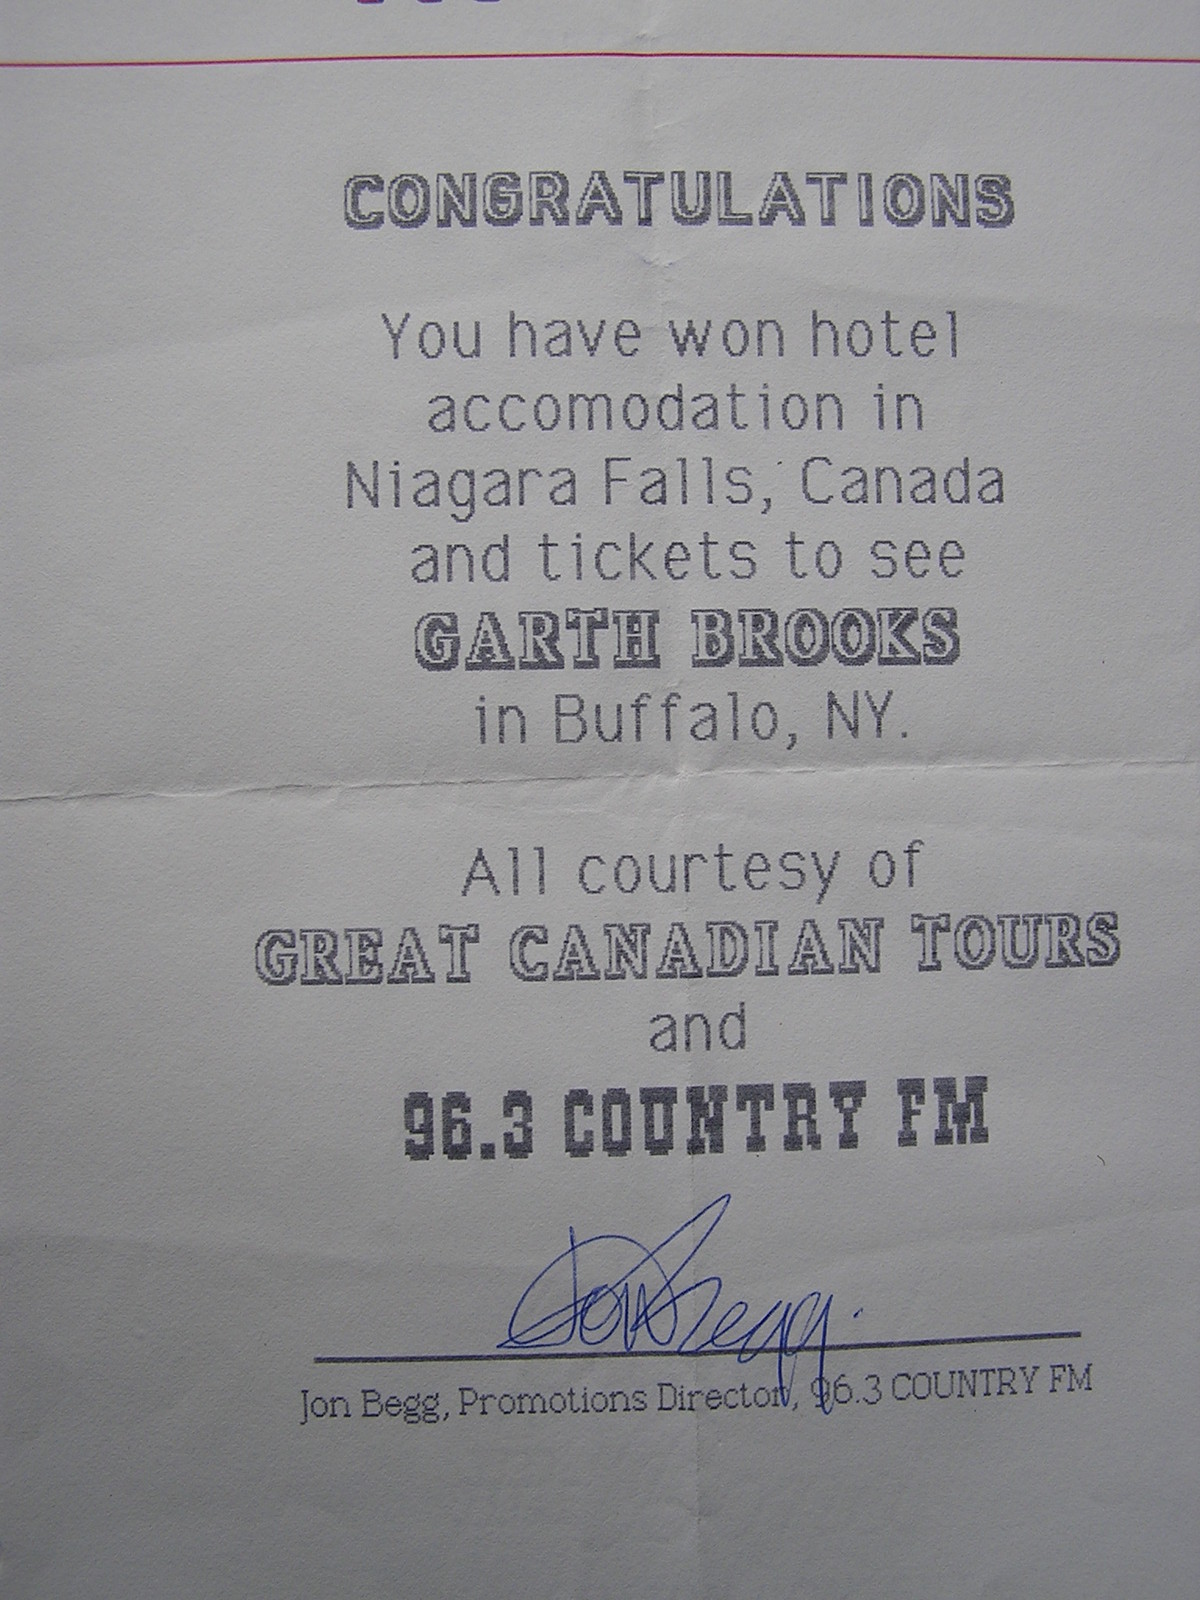 CONGRATULATIONS
You have won hotel
accomodation in
Niagara Falls, Canada
and tickets to see
GARTH BROOKS
in Buffalo, NY.
All courtesy of
GREAT CANADIAN TOURS
and
96.3 COUNTRY FM
Jon Begg.
Jon Begg, Promotions Director, 96.3 COUNTRY FM